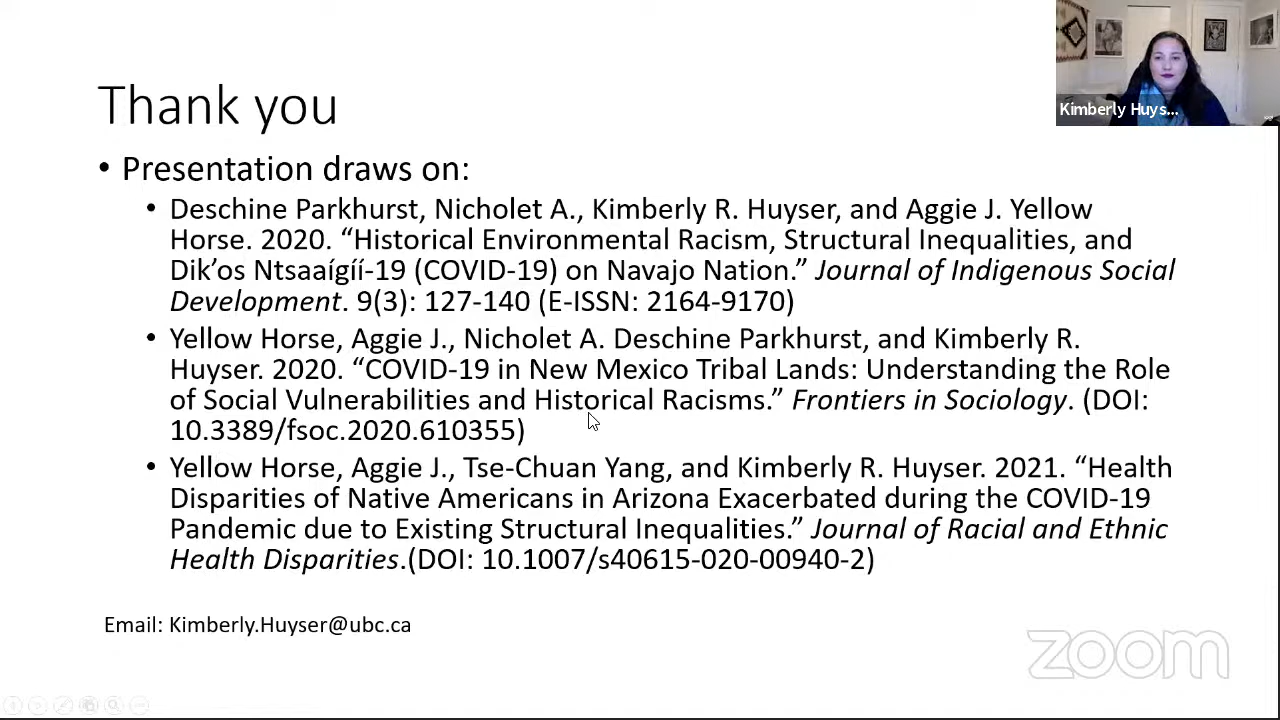 Kimberly Huys...
Thank you
• Presentation draws on:
• Deschine Parkhurst, Nicholet A., Kimberly R. Huyser, and Aggie J. Yellow
Horse. 2020. “Historical Environmental Racism, Structural Inequalities, and
Dik’os Ntsaaígíí-19 (COVID-19) on Navajo Nation.” Journal of Indigenous Social
Development. 9(3): 127-140 (E-ISSN: 2164-9170)
• Yellow Horse, Aggie J., Nicholet A. Deschine Parkhurst, and Kimberly R.
Huyser. 2020. “COVID-19 in New Mexico Tribal Lands: Understanding the Role
of Social Vulnerabilities and Historical Racisms.” Frontiers in Sociology. (DOI:
10.3389/fsoc.2020.610355)
• Yellow Horse, Aggie J., Tse-Chuan Yang, and Kimberly R. Huyser. 2021. “Health
Disparities of Native Americans in Arizona Exacerbated during the COVID-19
Pandemic due to Existing Structural Inequalities.” Journal of Racial and Ethnic
Health Disparities.(DOI: 10.1007/s40615-020-00940-2)
Email: Kimberly.Huyser@ubc.ca
zoom